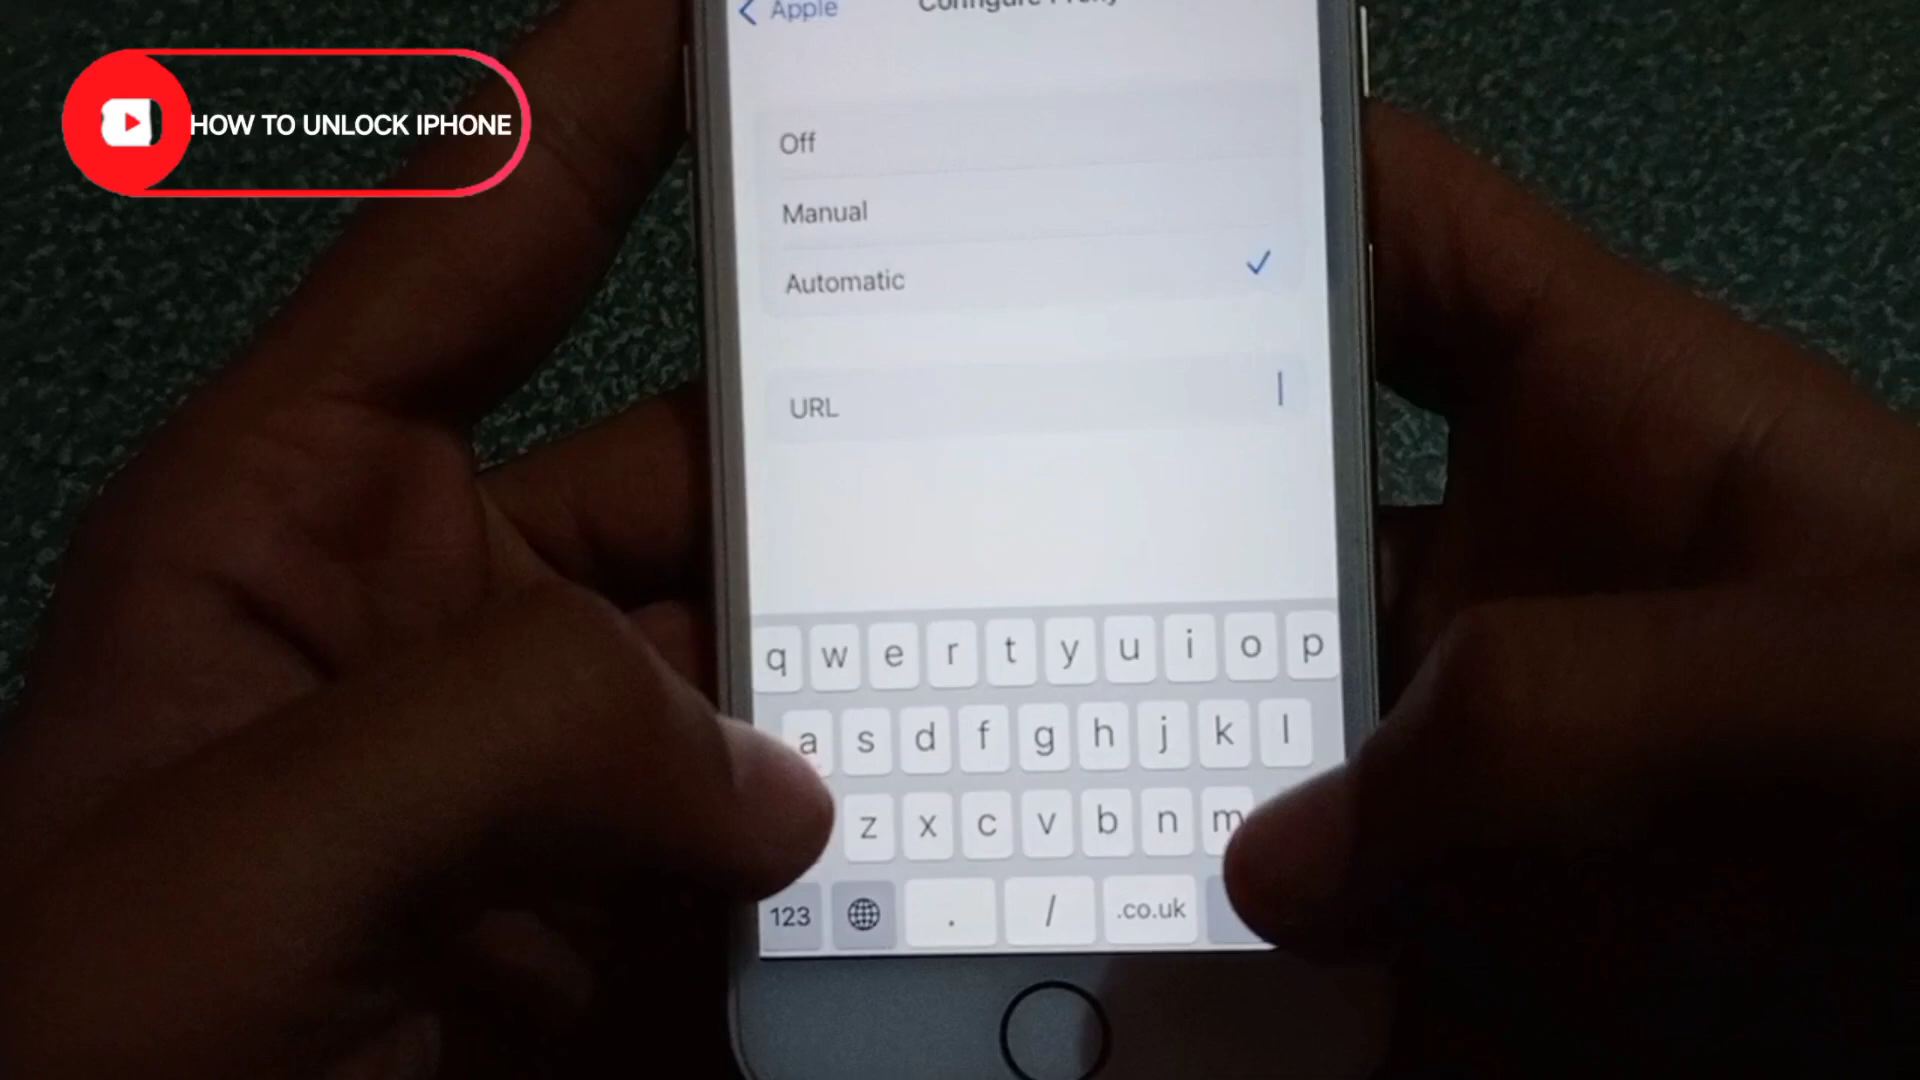 Apple
Configure Proxy
HOW TO UNLOCK IPHONE
Off
Manual
Automatic
URL
q w e r t y u i o p
a s d f g h j k l
z x c v b n m
123 . / .co.uk